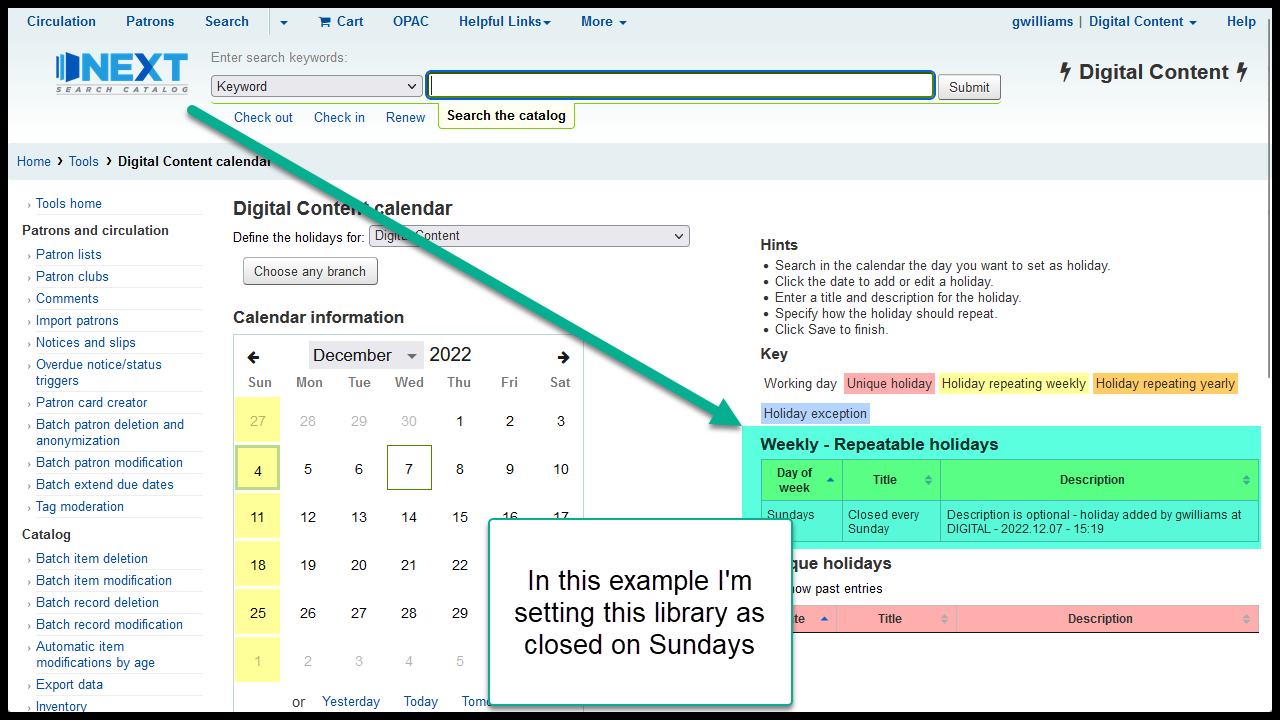 Circulation Patrons Search Cart OPAC Helpful Links More gwilliams | Digital Content Help
NEXT
SEARCH CATALOG
Enter search keywords:
Keyword Submit
Digital Content
Check out Check in Renew Search the catalog
Home › Tools › Digital Content calendar
Tools home
Patrons and circulation
Patron lists
Patron clubs
Comments
Import patrons
Notices and slips
Overdue notice/status
triggers
Patron card creator
Batch patron deletion and
anonymization
Batch patron modification
Batch extend due dates
Tag moderation
Catalog
Batch item deletion
Batch item modification
Batch record deletion
Batch record modification
Automatic item
modifications by age
Export data
Inventory
Digital Content calendar
Define the holidays for: Digital Content
Choose any branch
Calendar information
December 2022
Sun Mon Tue Wed Thu Fri Sat
27 28 29 30 1 2 3
4 5 6 7 8 9 10
11 12 13 14 15 16 17
18 19 20 21 22
25 26 27 28 29
1 2 3 4 5
or Yesterday Today
In this example I'm
setting this library as
closed on Sundays
Hints
• Search in the calendar the day you want to set as holiday.
• Click the date to add or edit a holiday.
• Enter a title and description for the holiday.
• Specify how the holiday should repeat.
• Click Save to finish.
Key
Working day Unique holiday Holiday repeating weekly Holiday repeating yearly
Holiday exception
Weekly - Repeatable holidays
Day of
week Title Description
Sundays Closed every
Sunday Description is optional - holiday added by gwilliams at
DIGITAL - 2022.12.07 - 15:19
holidays
past entries
Title Description